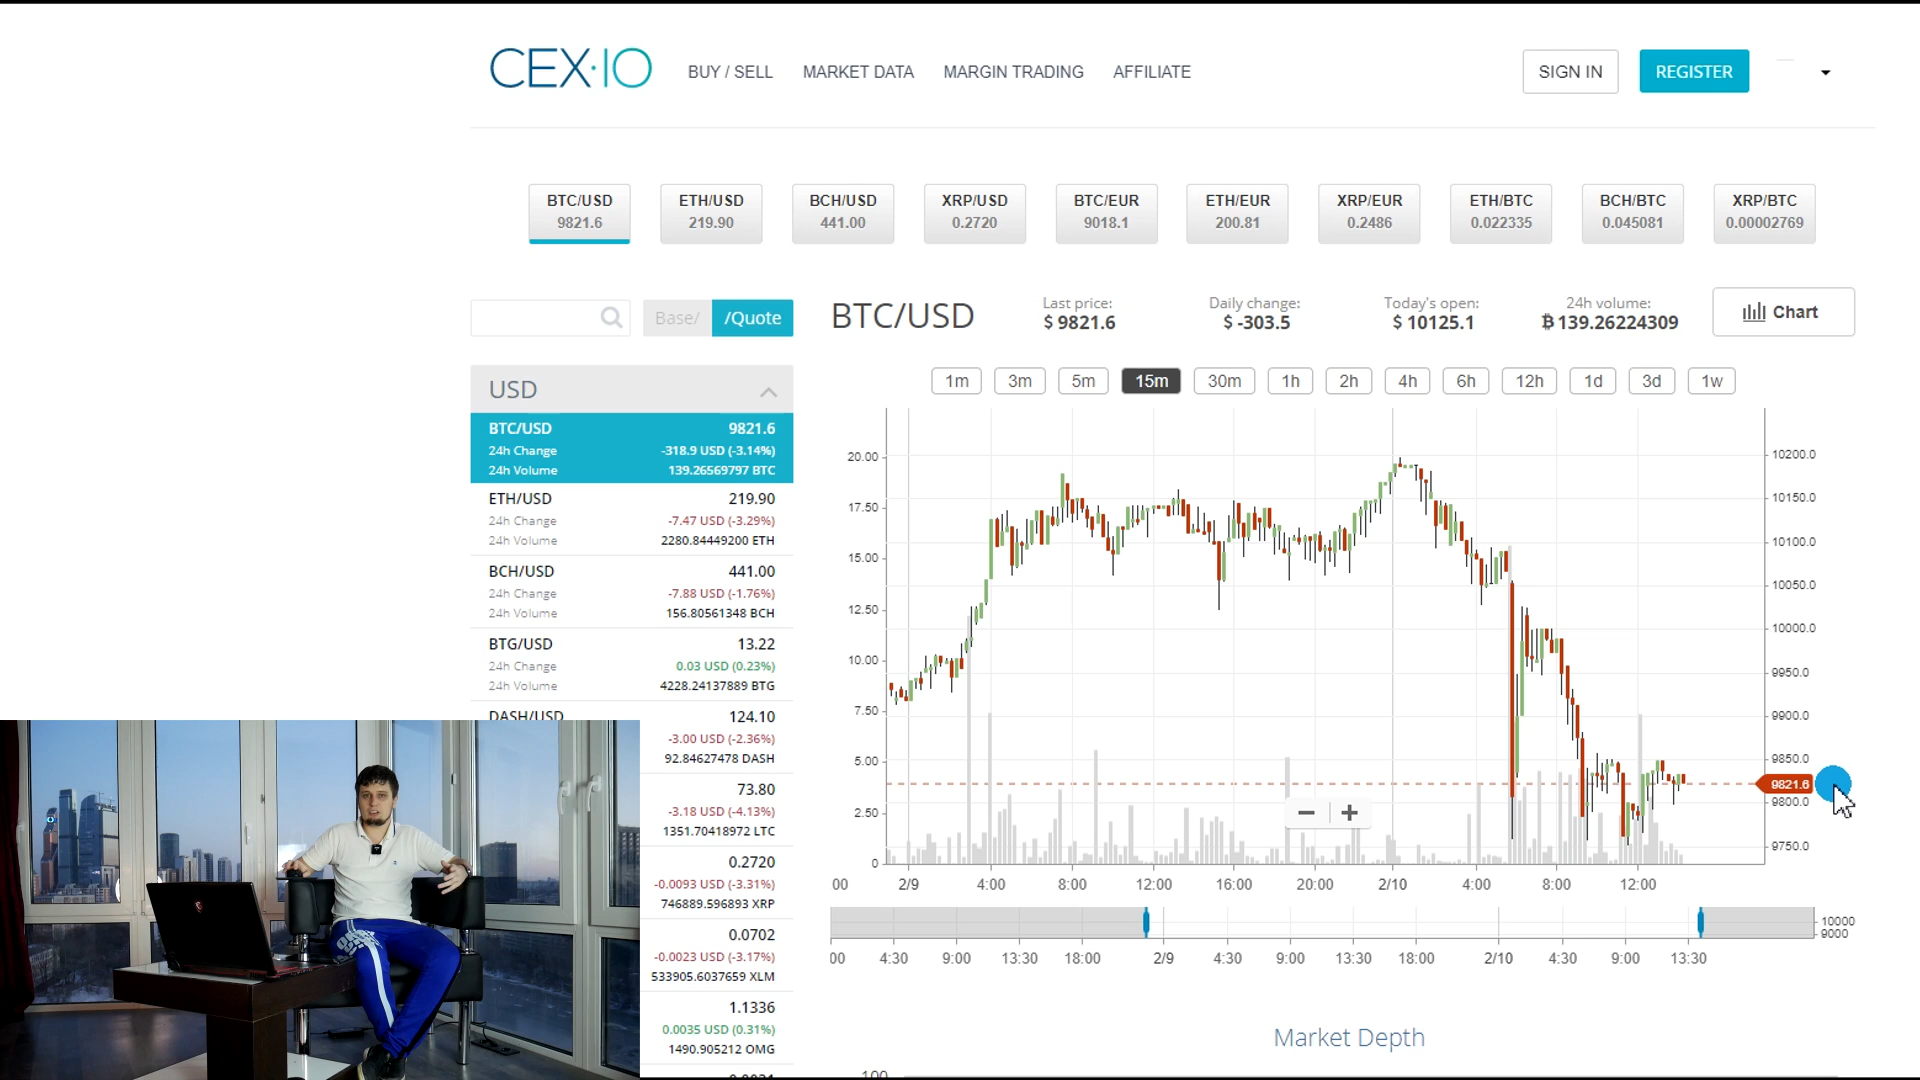 CEX·IO
BUY / SELL
MARKET DATA
MARGIN TRADING
AFFILIATE
SIGN IN
REGISTER
BTC/USD
9821.6
ETH/USD
219.90
BCH/USD
441.00
XRP/USD
0.2720
BTC/EUR
9018.1
ETH/EUR
200.81
XRP/EUR
0.2486
ETH/BTC
0.022335
BCH/BTC
0.045081
XRP/BTC
0.00002769
Base/
/Quote
BTC/USD
Last price:
$ 9821.6
Daily change:
$ -303.5
Today's open:
$ 10125.1
24h volume:
₿ 139.26224309
Chart
1m 3m 5m 15m 30m 1h 2h 4h 6h 12h 1d 3d 1w
USD
BTC/USD 9821.6
24h Change -318.9 USD (-3.14%)
24h Volume 139.26569797 BTC
ETH/USD 219.90
24h Change -7.47 USD (-3.29%)
24h Volume 2280.84449200 ETH
BCH/USD 441.00
24h Change -7.88 USD (-1.76%)
24h Volume 156.80561348 BCH
BTG/USD 13.22
24h Change 0.03 USD (0.23%)
24h Volume 4228.24137889 BTG
DASH/USD 124.10
-3.00 USD (-2.36%)
92.84627478 DASH
73.80
-3.18 USD (-4.13%)
1351.70418972 LTC
0.2720
-0.0093 USD (-3.31%)
746889.596893 XRP
0.0702
-0.0023 USD (-3.17%)
533905.6037659 XLM
1.1336
0.0035 USD (0.31%)
1490.905212 OMG
20.00
17.50
15.00
12.50
10.00
7.50
5.00
2.50
0
10200.0
10150.0
10100.0
10050.0
10000.0
9950.0
9900.0
9850.0
9821.6
9800.0
9750.0
− +
00 2/9 4:00 8:00 12:00 16:00 20:00 2/10 4:00 8:00 12:00
10000
9000
00 4:30 9:00 13:30 18:00 2/9 4:30 9:00 13:30 18:00 2/10 4:30 9:00 13:30
Market Depth
100